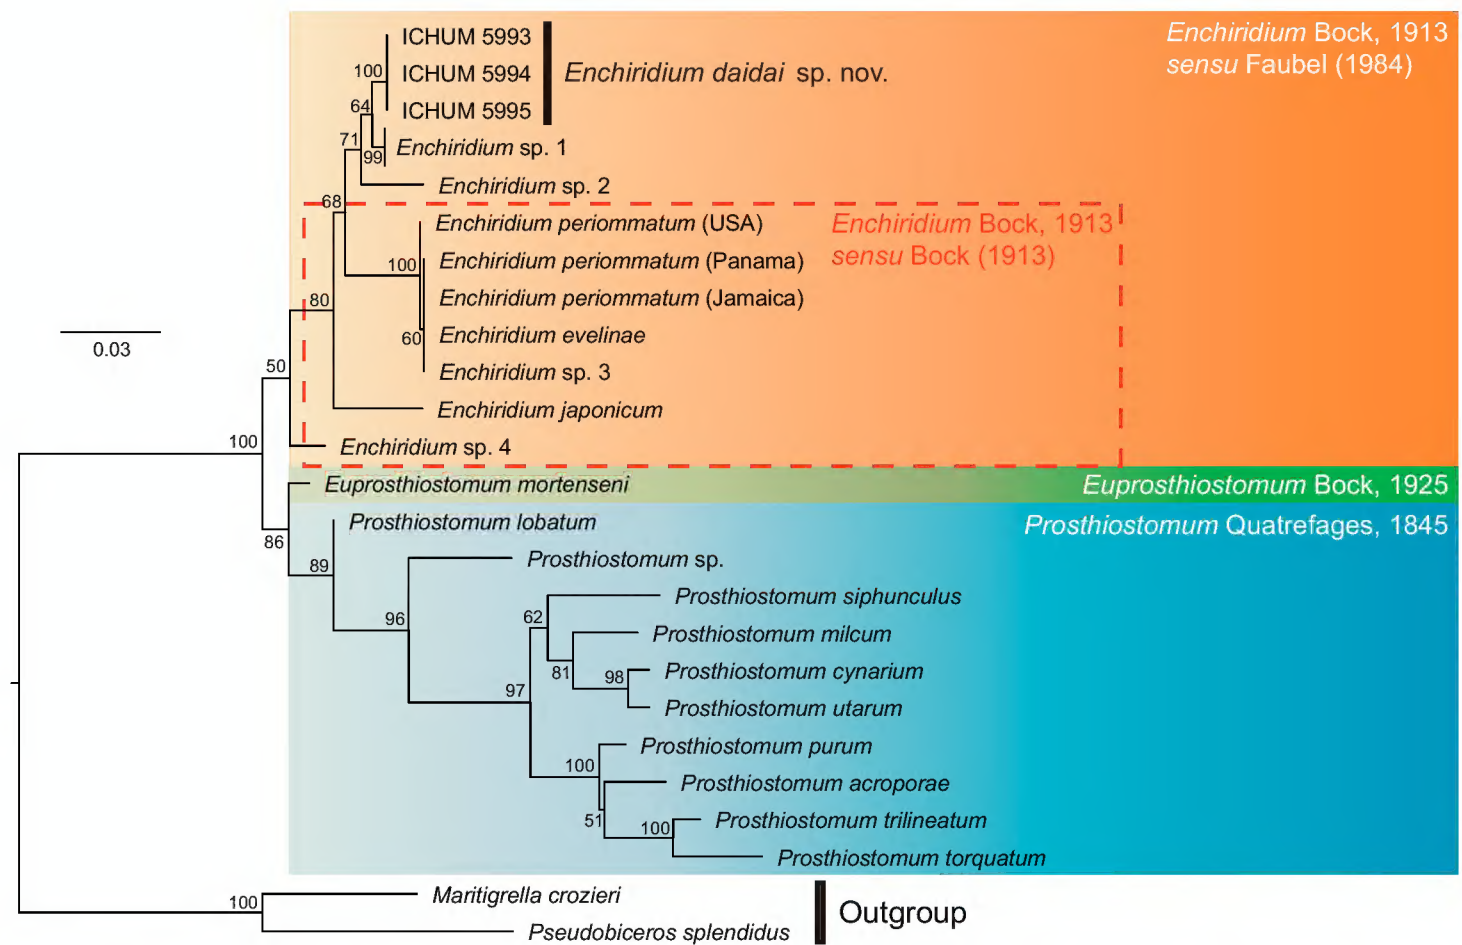 ICHUM 5993
Enchiridium Bock, 1913
sensu Faubel (1984)
100
ICHUM 5994
Enchiridium daidai sp. nov.
64
ICHUM 5995
71
99
Enchiridium sp. 1
Enchiridium sp. 2
68
Enchiridium periommatum (USA)
Enchiridium Bock, 1913
sensu Bock (1913)
100
Enchiridium periommatum (Panama)
80
Enchiridium periommatum (Jamaica)
60
Enchiridium evelinae
0.03
50
Enchiridium sp. 3
Enchiridium japonicum
100
Enchiridium sp. 4
Euprosthiostomum mortenseni
Euprosthiostomum Bock, 1925
Prosthiostomum lobatum
Prosthiostomum Quatrefages, 1845
86
89
Prosthiostomum sp.
96
Prosthiostomum siphunculus
62
Prosthiostomum milcum
81
98
Prosthiostomum cynarium
97
Prosthiostomum utarum
Prosthiostomum purum
100
Prosthiostomum acroporae
51
100
Prosthiostomum trilineatum
Prosthiostomum torquatum
100
Maritigrella crozieri
Outgroup
Pseudobiceros splendidus